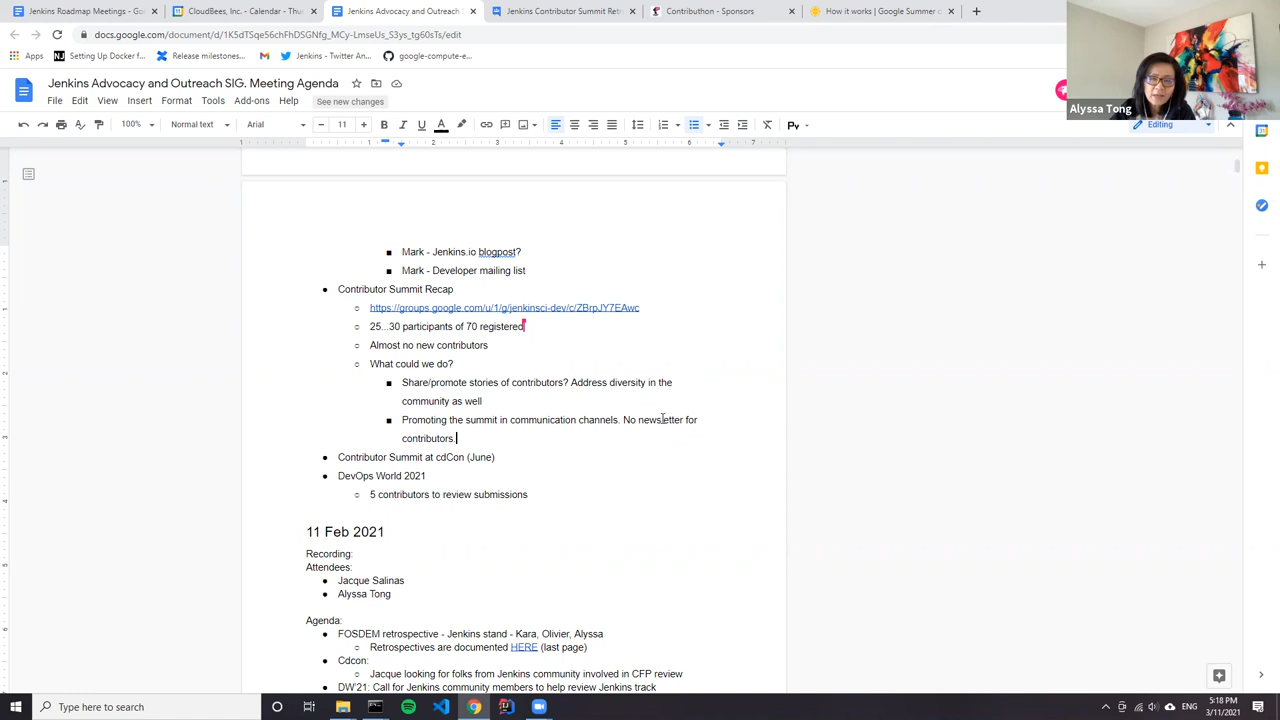 Jenkins Roadmap Meetings - Go
CloudBees, Inc. - Calendar - Thu
Jenkins Advocacy and Outreach S
Jenkins Contributor Summit Retr
Contributhon - Sponsors
How it works | Google Summer o
docs.google.com/document/d/1K5dTSqe56chFhDSGNfg_MCy-LmseUs_S3ys_tg60sTs/edit
Apps
Setting Up Docker f...
Release milestones...
Jenkins - Twitter An...
google-compute-e...
Alyssa Tong
Jenkins Advocacy and Outreach SIG. Meeting Agenda
File Edit View Insert Format Tools Add-ons Help See new changes
100% Normal text Arial 11 Editing
Mark - Jenkins.io blogpost?
Mark - Developer mailing list
Contributor Summit Recap
https://groups.google.com/u/1/g/jenkinsci-dev/c/ZBrpJY7EAwc
25...30 participants of 70 registered
Almost no new contributors
What could we do?
Share/promote stories of contributors? Address diversity in the
community as well
Promoting the summit in communication channels. No newsletter for
contributors.
Contributor Summit at cdCon (June)
DevOps World 2021
5 contributors to review submissions
11 Feb 2021
Recording:
Attendees:
Jacque Salinas
Alyssa Tong
Agenda:
FOSDEM retrospective - Jenkins stand - Kara, Olivier, Alyssa
Retrospectives are documented HERE (last page)
Cdcon:
Jacque looking for folks from Jenkins community involved in CFP review
DW'21: Call for Jenkins community members to help review Jenkins track
Type here to search
ENG
5:18 PM
3/11/2021